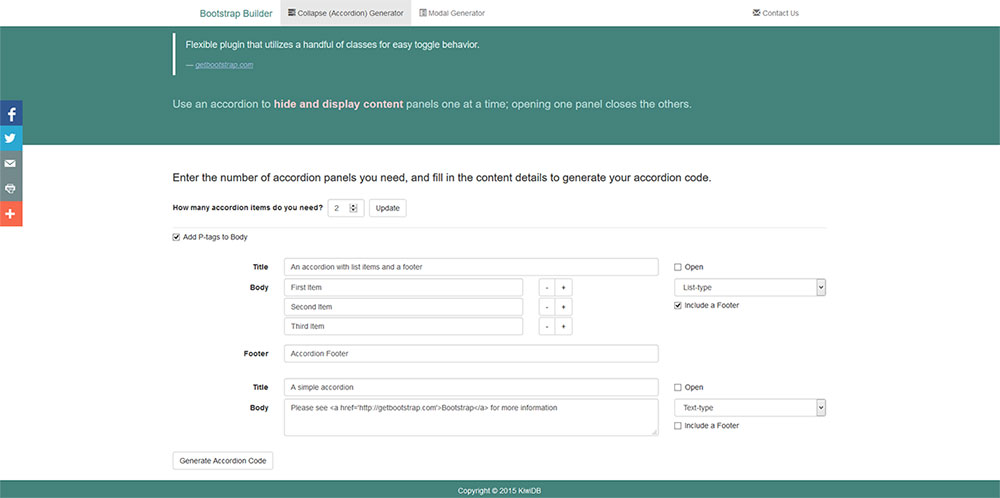 Bootstrap Builder Collapse (Accordion) Generator Modal Generator Contact Us
Flexible plugin that utilizes a handful of classes for easy toggle behavior.
— getbootstrap.com
Use an accordion to hide and display content panels one at a time; opening one panel closes the others.
Enter the number of accordion panels you need, and fill in the content details to generate your accordion code.
How many accordion items do you need? 2 Update
Add P-tags to Body
Title An accordion with list items and a footer Open
Body First Item - + List-type
Second Item - + Include a Footer
Third Item - +
Footer Accordion Footer
Title A simple accordion Open
Body Please see <a href='http://getbootstrap.com'>Bootstrap</a> for more information Text-type
Include a Footer
Generate Accordion Code
Copyright © 2015 KiwiDB